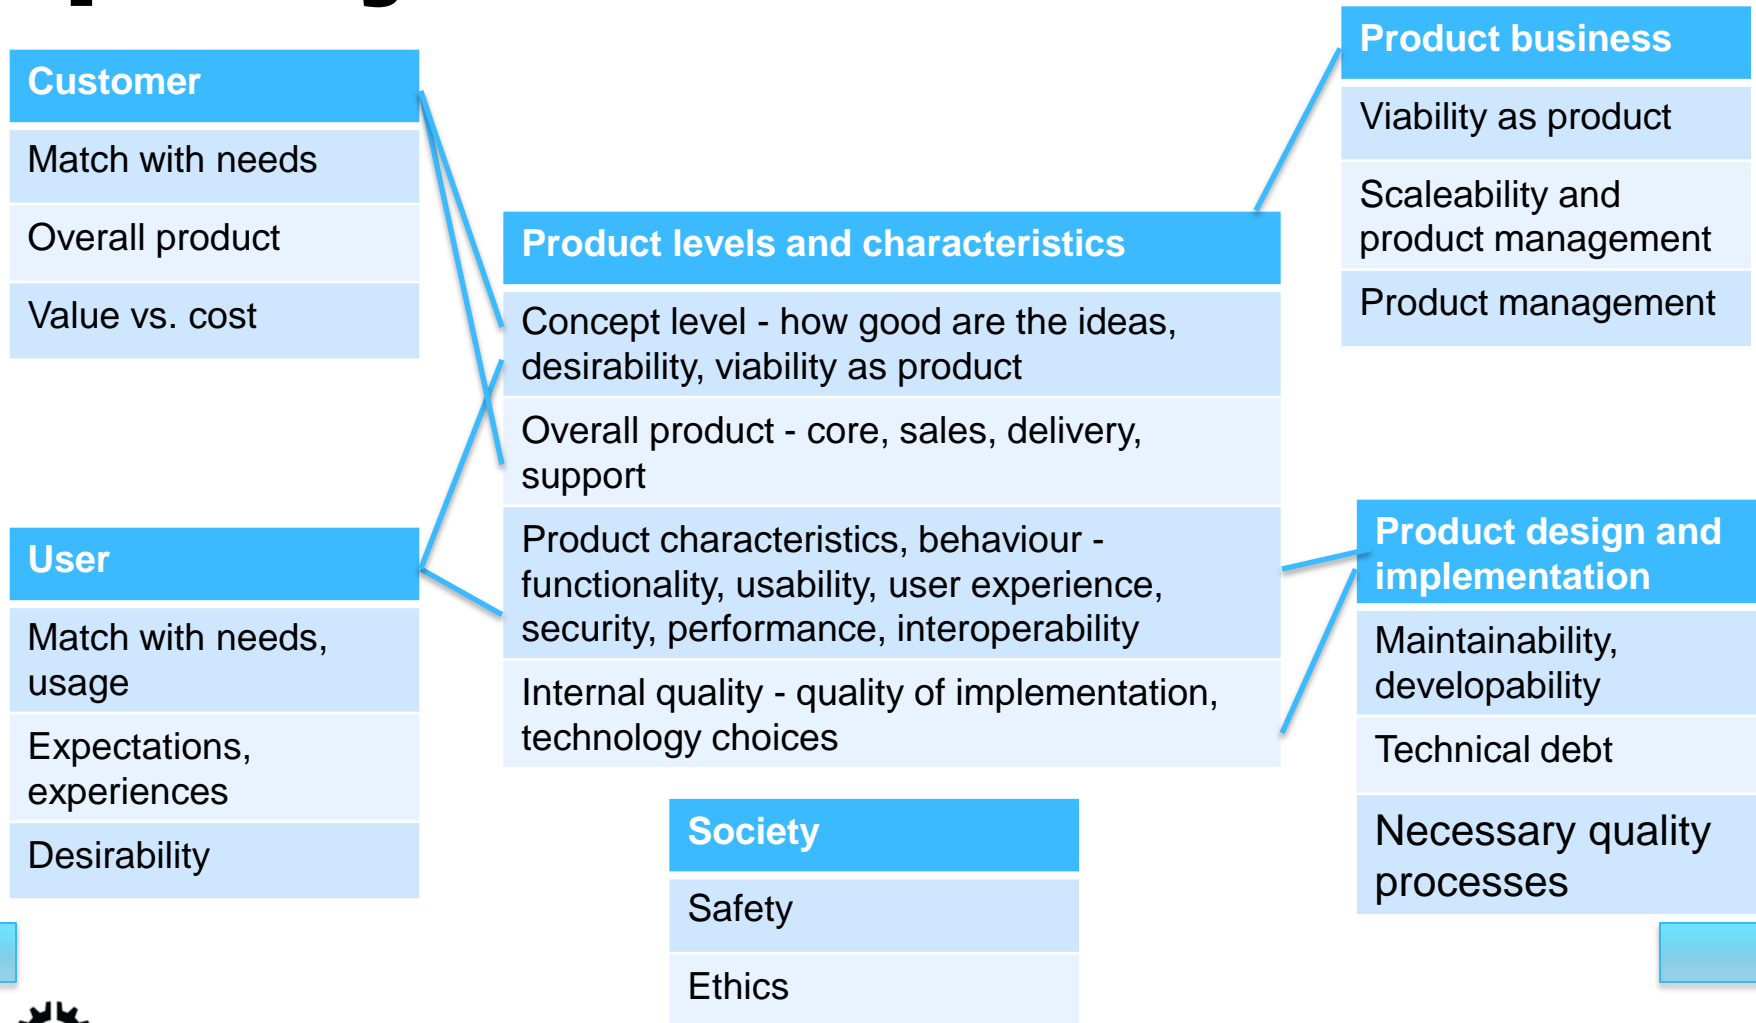 Customer
Match with needs
Overall product
Value vs. cost
User
Match with needs,
usage
Expectations,
experiences
Desirability
Product levels and characteristics
Concept level - how good are the ideas,
desirability, viability as product
Overall product - core, sales, delivery,
support
Product characteristics, behaviour -
functionality, usability, user experience,
security, performance, interoperability
Internal quality - quality of implementation,
technology choices
Society
Safety
Ethics
Product business
Viability as product
Scaleability and
product management
Product management
Product design and
implementation
Maintainability,
developability
Technical debt
Necessary quality
processes